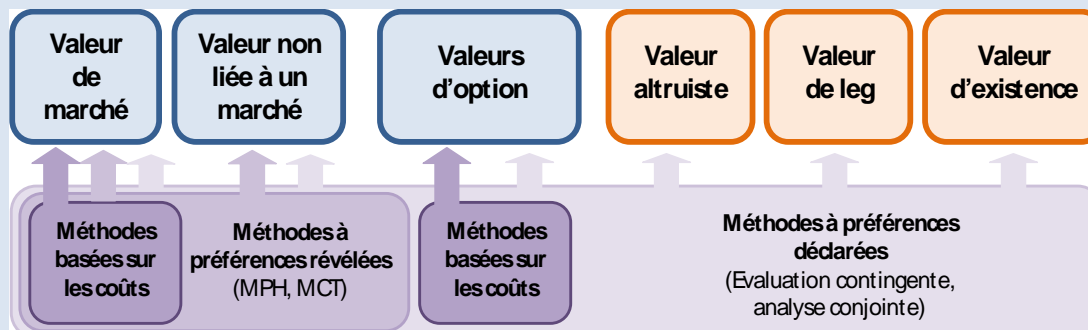 Valeur
de
marché
Valeur non
liée à un
marché
Valeurs
d'option
Valeur
altruiste
Valeur
de leg
Valeur
d'existence
Méthodes
basées sur
les coûts
Méthodes à
préférences révélées
(MPH, MCT)
Méthodes
basées sur
les coûts
Méthodes à préférences
déclarées
(Evaluation contingente,
analyse conjointe)